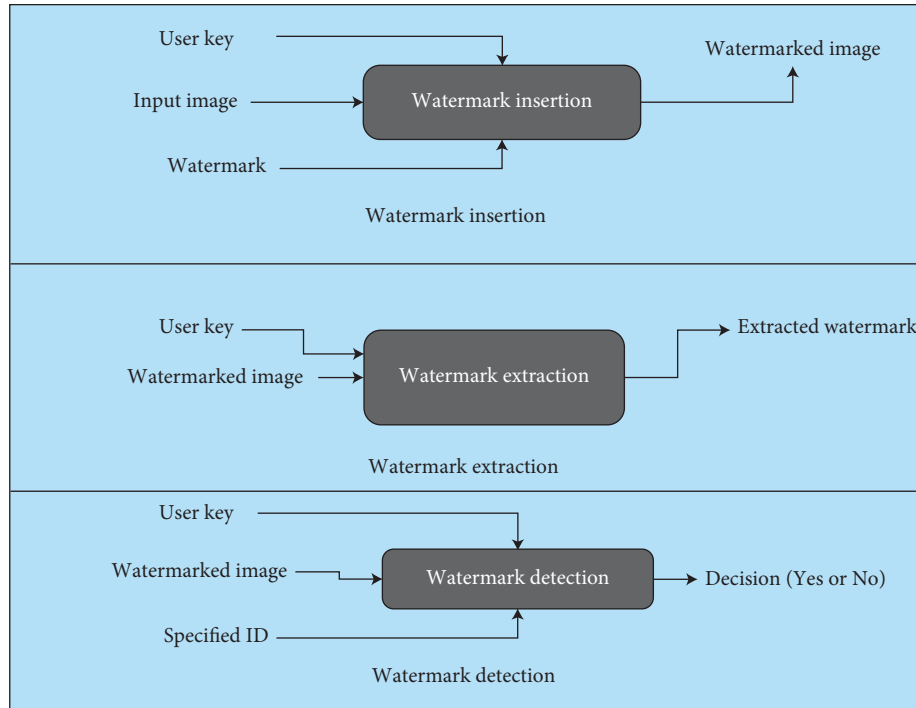 User key
Watermarked image
Input image
Watermark insertion
Watermark
Watermark insertion
User key
Extracted watermark
Watermarked image
Watermark extraction
Watermark extraction
User key
Watermarked image
Watermark detection
Decision (Yes or No)
Specified ID
Watermark detection